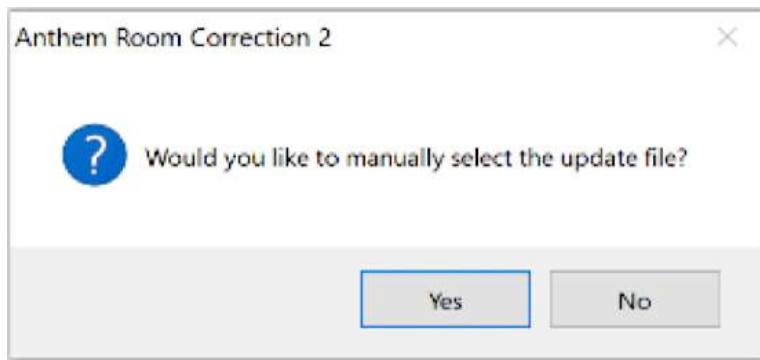 Anthem Room Correction 2
Would you like to manually select the update file?
Yes
No